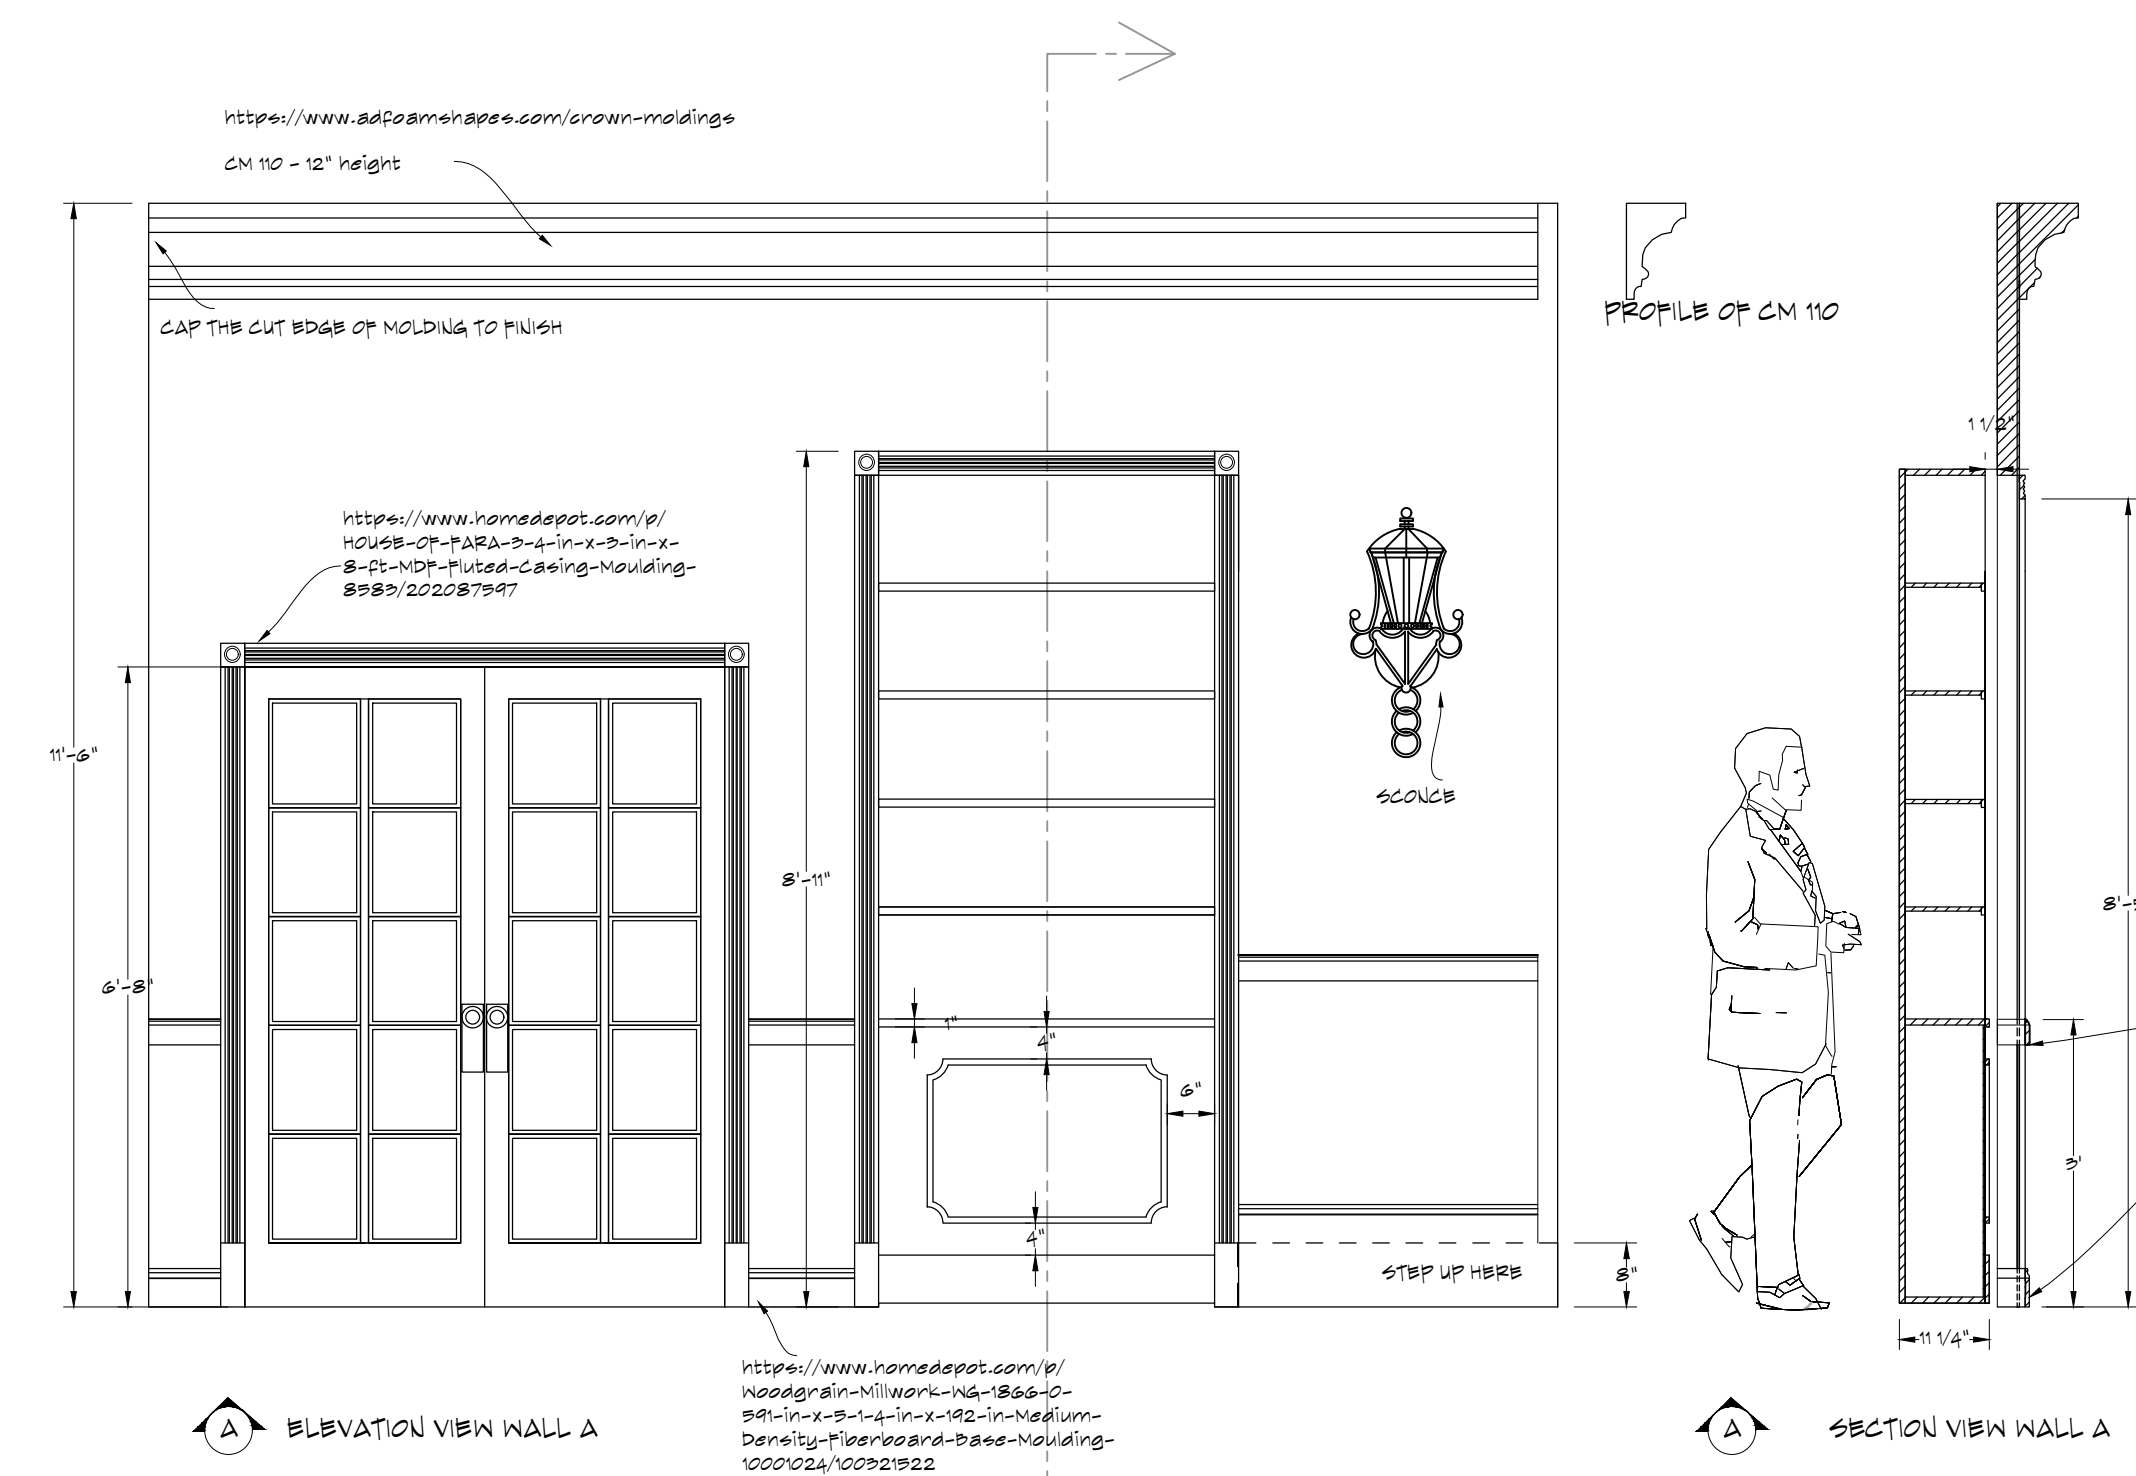 https://www.adfoamshapes.com/crown-moldings
CM 110 - 12" height
CAP THE CUT EDGE OF MOLDING TO FINISH
PROFILE OF CM 110
1 1/2"
https://www.homedepot.com/p/
HOUSE-OF-FARA-3-4-in-x-3-in-x-
8-ft-MDF-Fluted-Casing-Moulding-
8583/202087597
11'-6"
SCONCE
8'-11"
8'-
6'-8"
1"
4"
6"
3'
4"
STEP UP HERE
8"
11 1/4"
https://www.homedepot.com/p/
Woodgrain-Millwork-WG-1866-0-
591-in-x-5-1-4-in-x-192-in-Medium-
Density-Fiberboard-Base-Moulding-
10001024/100321522
A ELEVATION VIEW WALL A
A SECTION VIEW WALL A